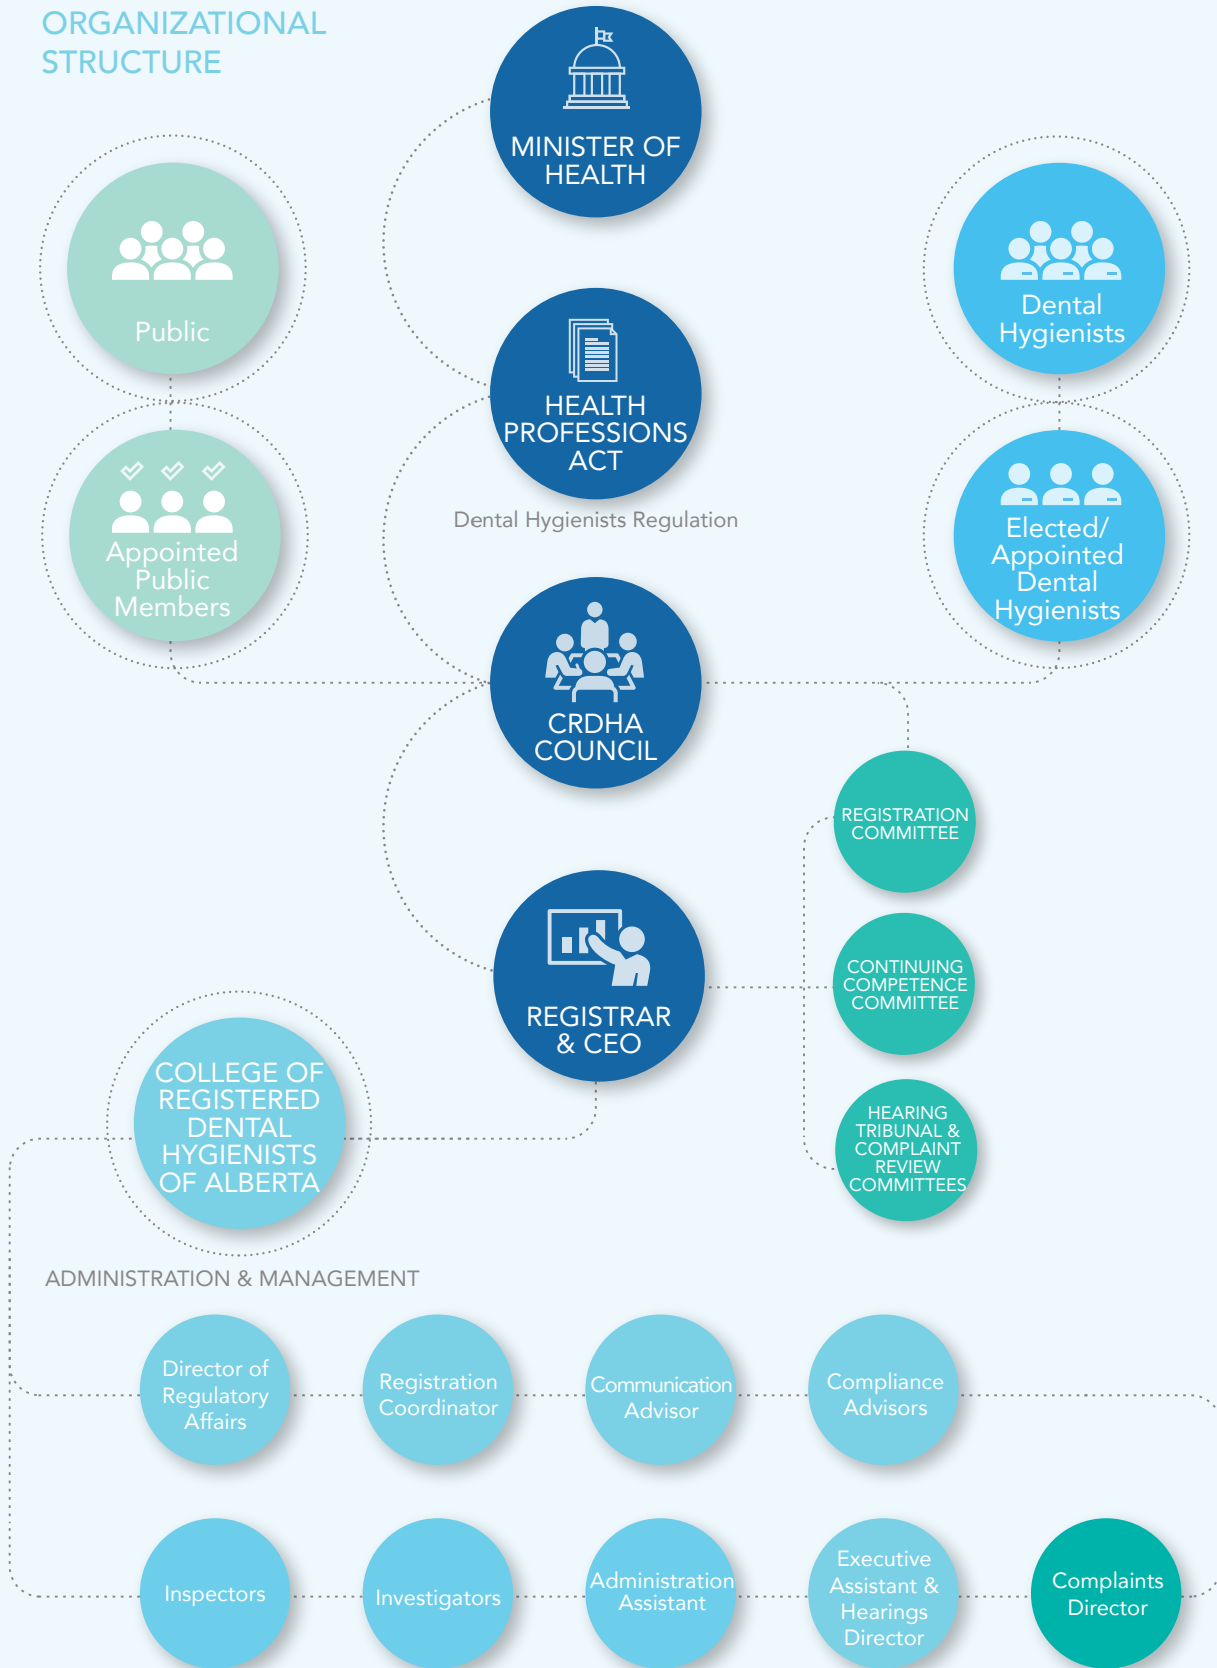 ORGANIZATIONAL
STRUCTURE
MINISTER OF
HEALTH
Public
Dental
Hygienists
HEALTH
PROFESSIONS
ACT
Dental Hygienists Regulation
Appointed
Public
Members
Elected/
Appointed
Dental
Hygienists
CRDHA
COUNCIL
REGISTRATION
COMMITTEE
CONTINUING
COMPETENCE
COMMITTEE
REGISTRAR
& CEO
HEARING
TRIBUNAL &
COMPLAINT
REVIEW
COMMITTEES
COLLEGE OF
REGISTERED
DENTAL
HYGIENISTS
OF ALBERTA
ADMINISTRATION & MANAGEMENT
Director of
Regulatory
Affairs
Registration
Coordinator
Communication
Advisor
Compliance
Advisors
Inspectors
Investigators
Administration
Assistant
Executive
Assistant &
Hearings
Director
Complaints
Director